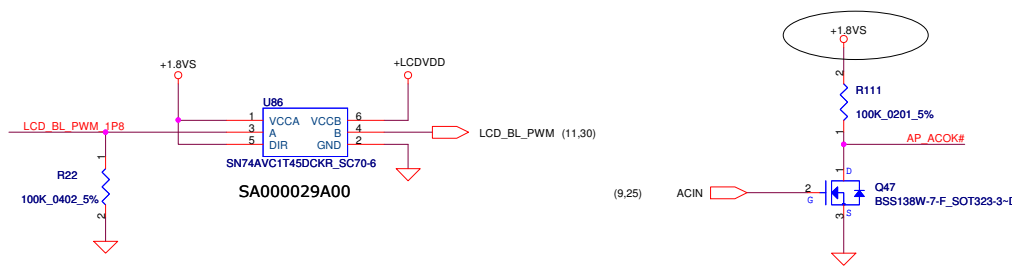 +1.8VS
+LCDVDD
U86
LCD_BL_PWM_1P8
1 VCCA VCCB 6
3 A B 4
5 DIR GND 2
LCD_BL_PWM (11,30)
SN74AVC1T45DCKR_SC70-6
SA000029A00
1
R22
100K_0402_5%
2
+1.8VS
2
R111
100K_0201_5%
1
AP_ACOK#
1 D
(9,25) ACIN 2 G
Q47
BSS138W-7-F_SOT323-3~D
3 S